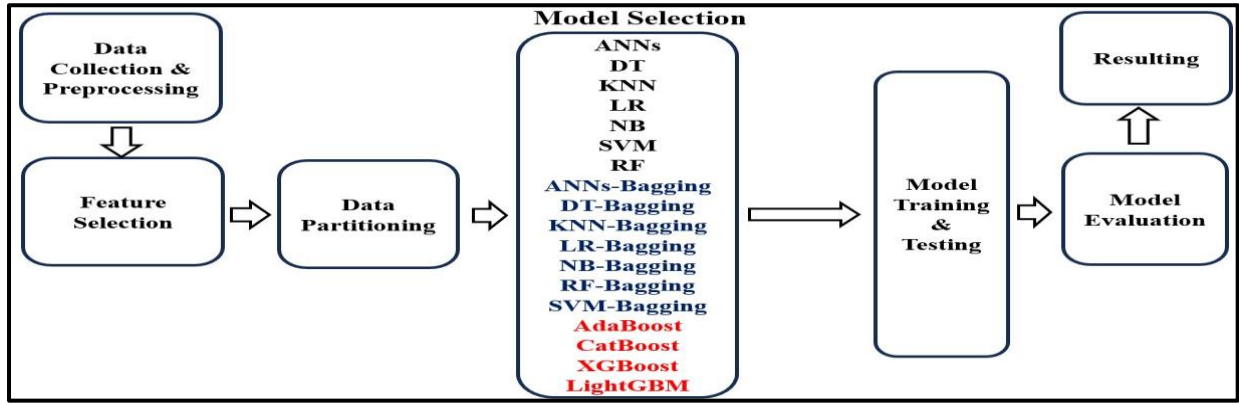 Data
Collection &
Preprocessing
Feature
Selection
Data
Partitioning
Model Selection
ANNs
DT
KNN
LR
NB
SVM
RF
ANNs-Bagging
DT-Bagging
KNN-Bagging
LR-Bagging
NB-Bagging
RF-Bagging
SVM-Bagging
AdaBoost
CatBoost
XGBoost
LightGBM
Model
Training
&
Testing
Model
Evaluation
Resulting